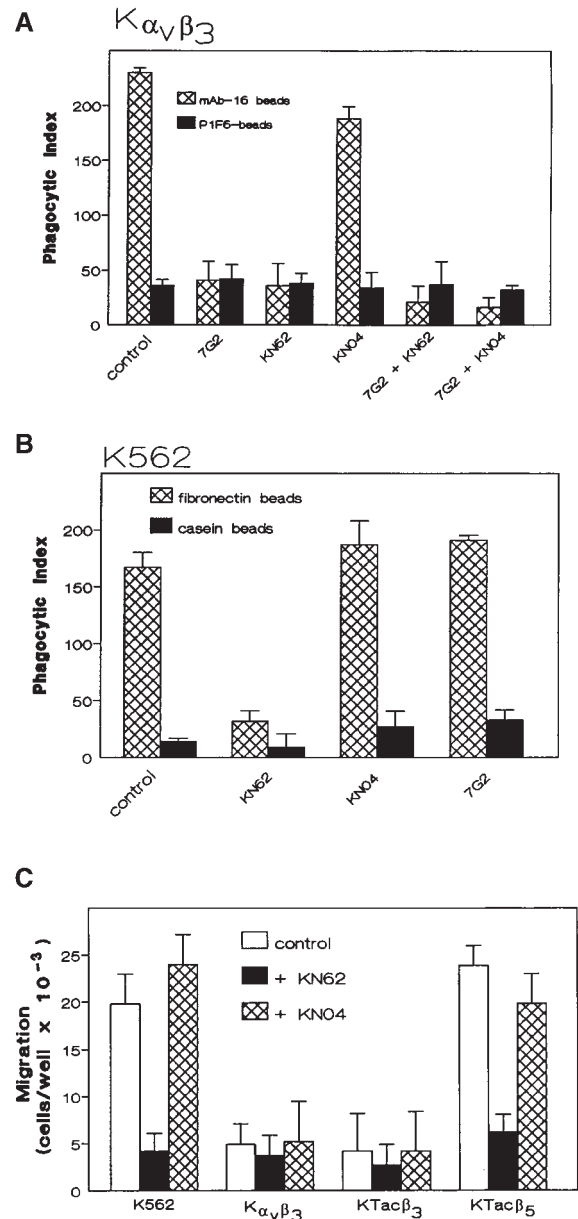 A
Kαvβ3
Phagocytic Index
200
150
100
50
0
mAb-16 beads
P1F6-beads
control
7G2
KN62
KN04
7G2 + KN62
7G2 + KN04
B
K562
Phagocytic Index
200
150
100
50
0
fibronectin beads
casein beads
control
KN62
KN04
7G2
C
Migration
(cells/well x 10⁻³)
25
20
15
10
5
0
control
+ KN62
+ KN04
K562
Kαvβ3
KTacβ3
KTacβ5